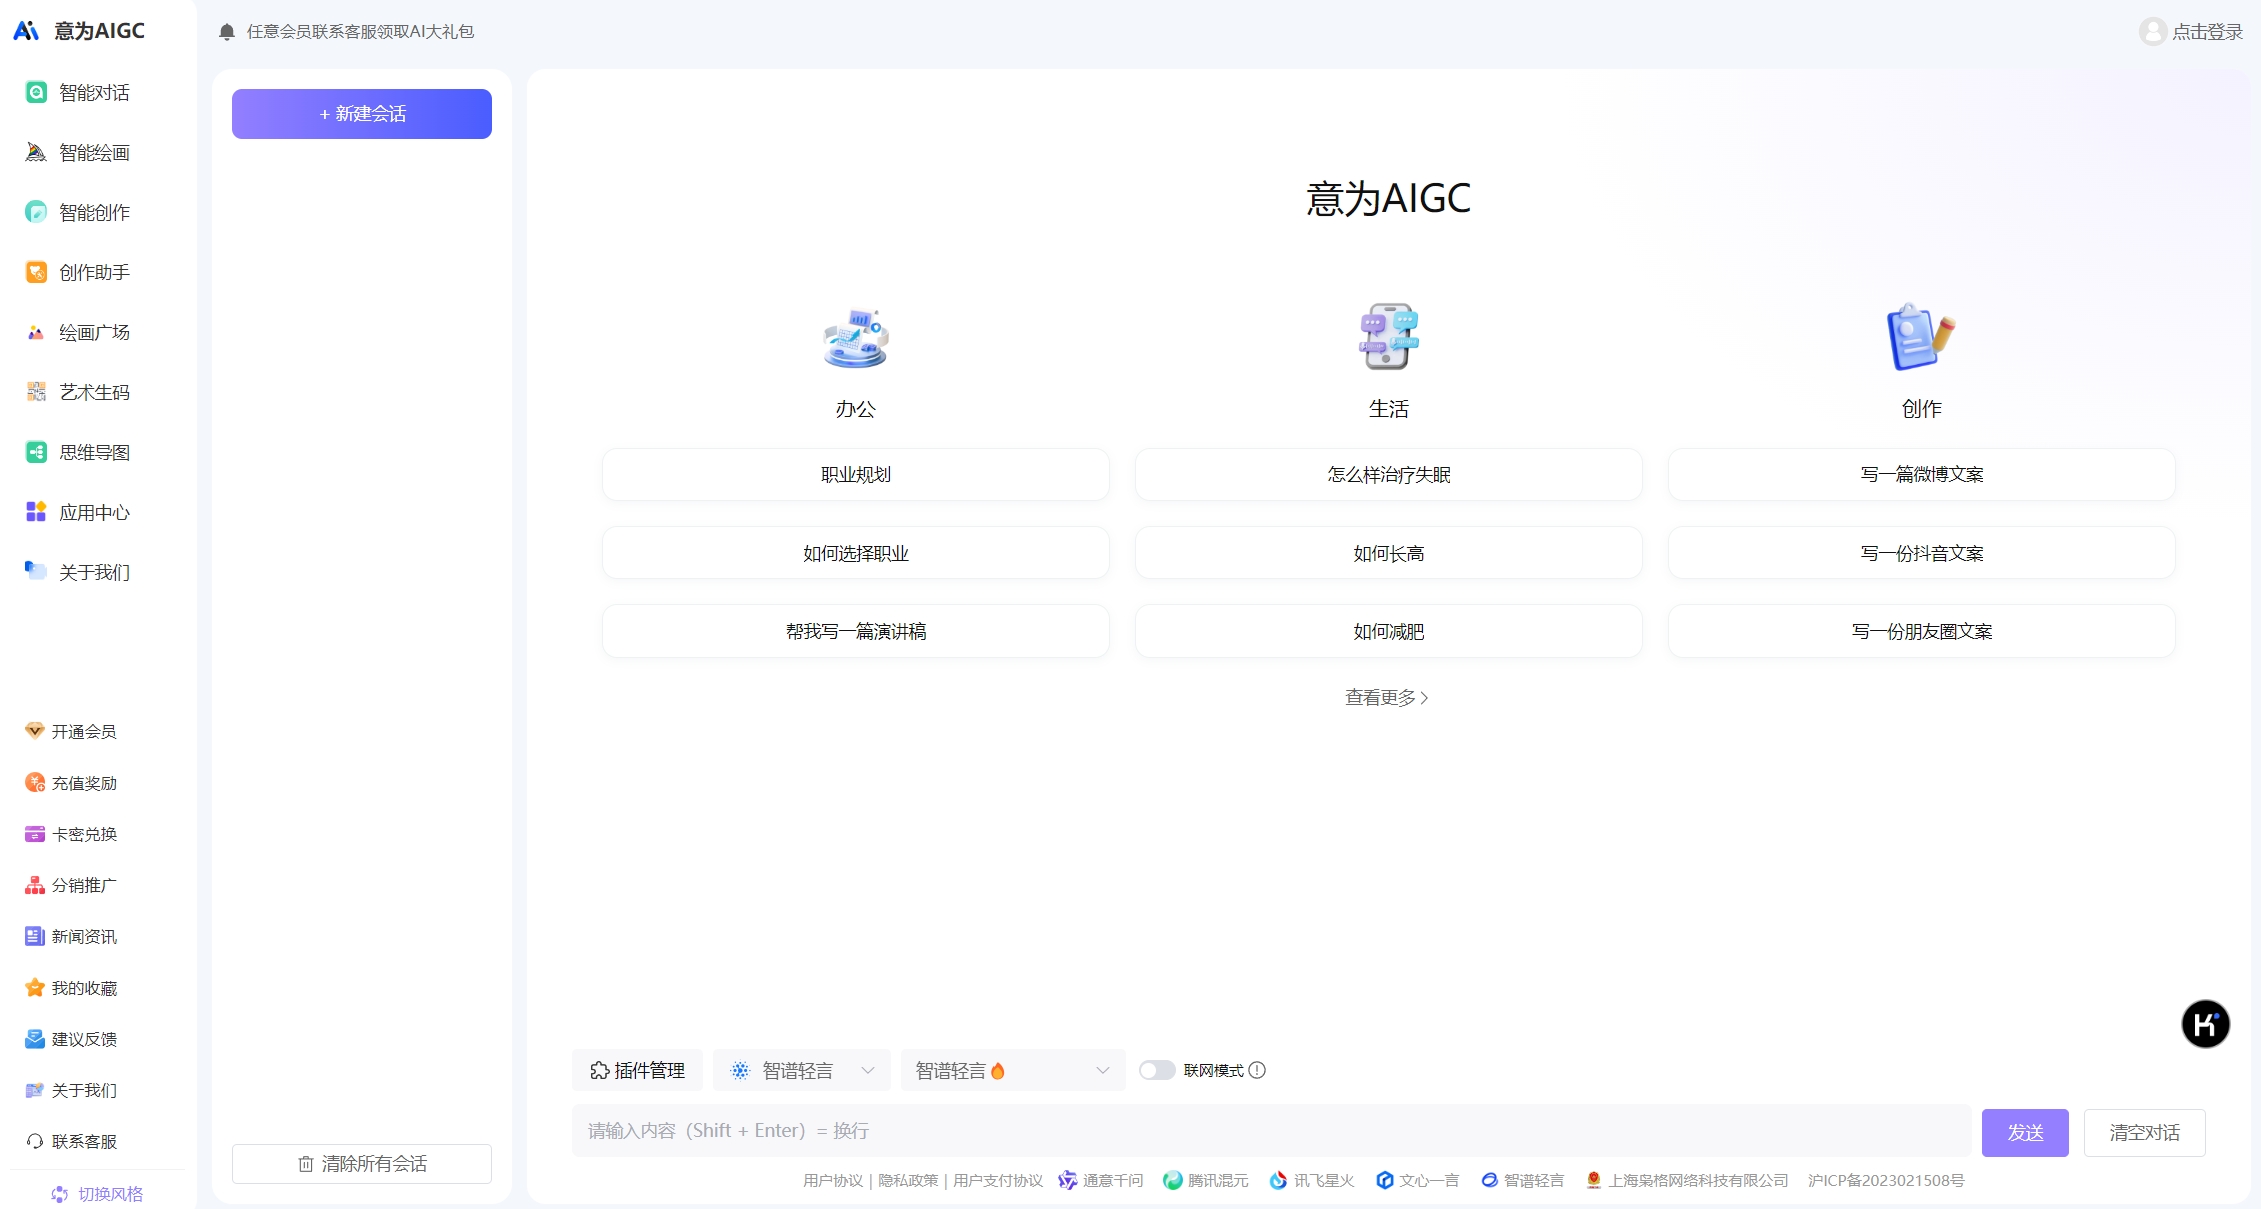 意为AIGC
任意会员联系客服领取AI大礼包
点击登录
智能对话
智能绘画
智能创作
创作助手
绘画广场
艺术生码
思维导图
应用中心
关于我们
开通会员
充值奖励
卡密兑换
分销推广
新闻资讯
我的收藏
建议反馈
关于我们
联系客服
切换风格
+ 新建会话
清除所有会话
意为AIGC
办公
职业规划
如何选择职业
帮我写一篇演讲稿
生活
怎么样治疗失眠
如何长高
如何减肥
创作
写一篇微博文案
写一份抖音文案
写一份朋友圈文案
查看更多
插件管理
智谱轻言
智谱轻言
联网模式
请输入内容（Shift + Enter）= 换行
发送
清空对话
用户协议 | 隐私政策 | 用户支付协议 通意千问 腾讯混元 讯飞星火 文心一言 智谱轻言 上海枭格网络科技有限公司 沪ICP备2023021508号